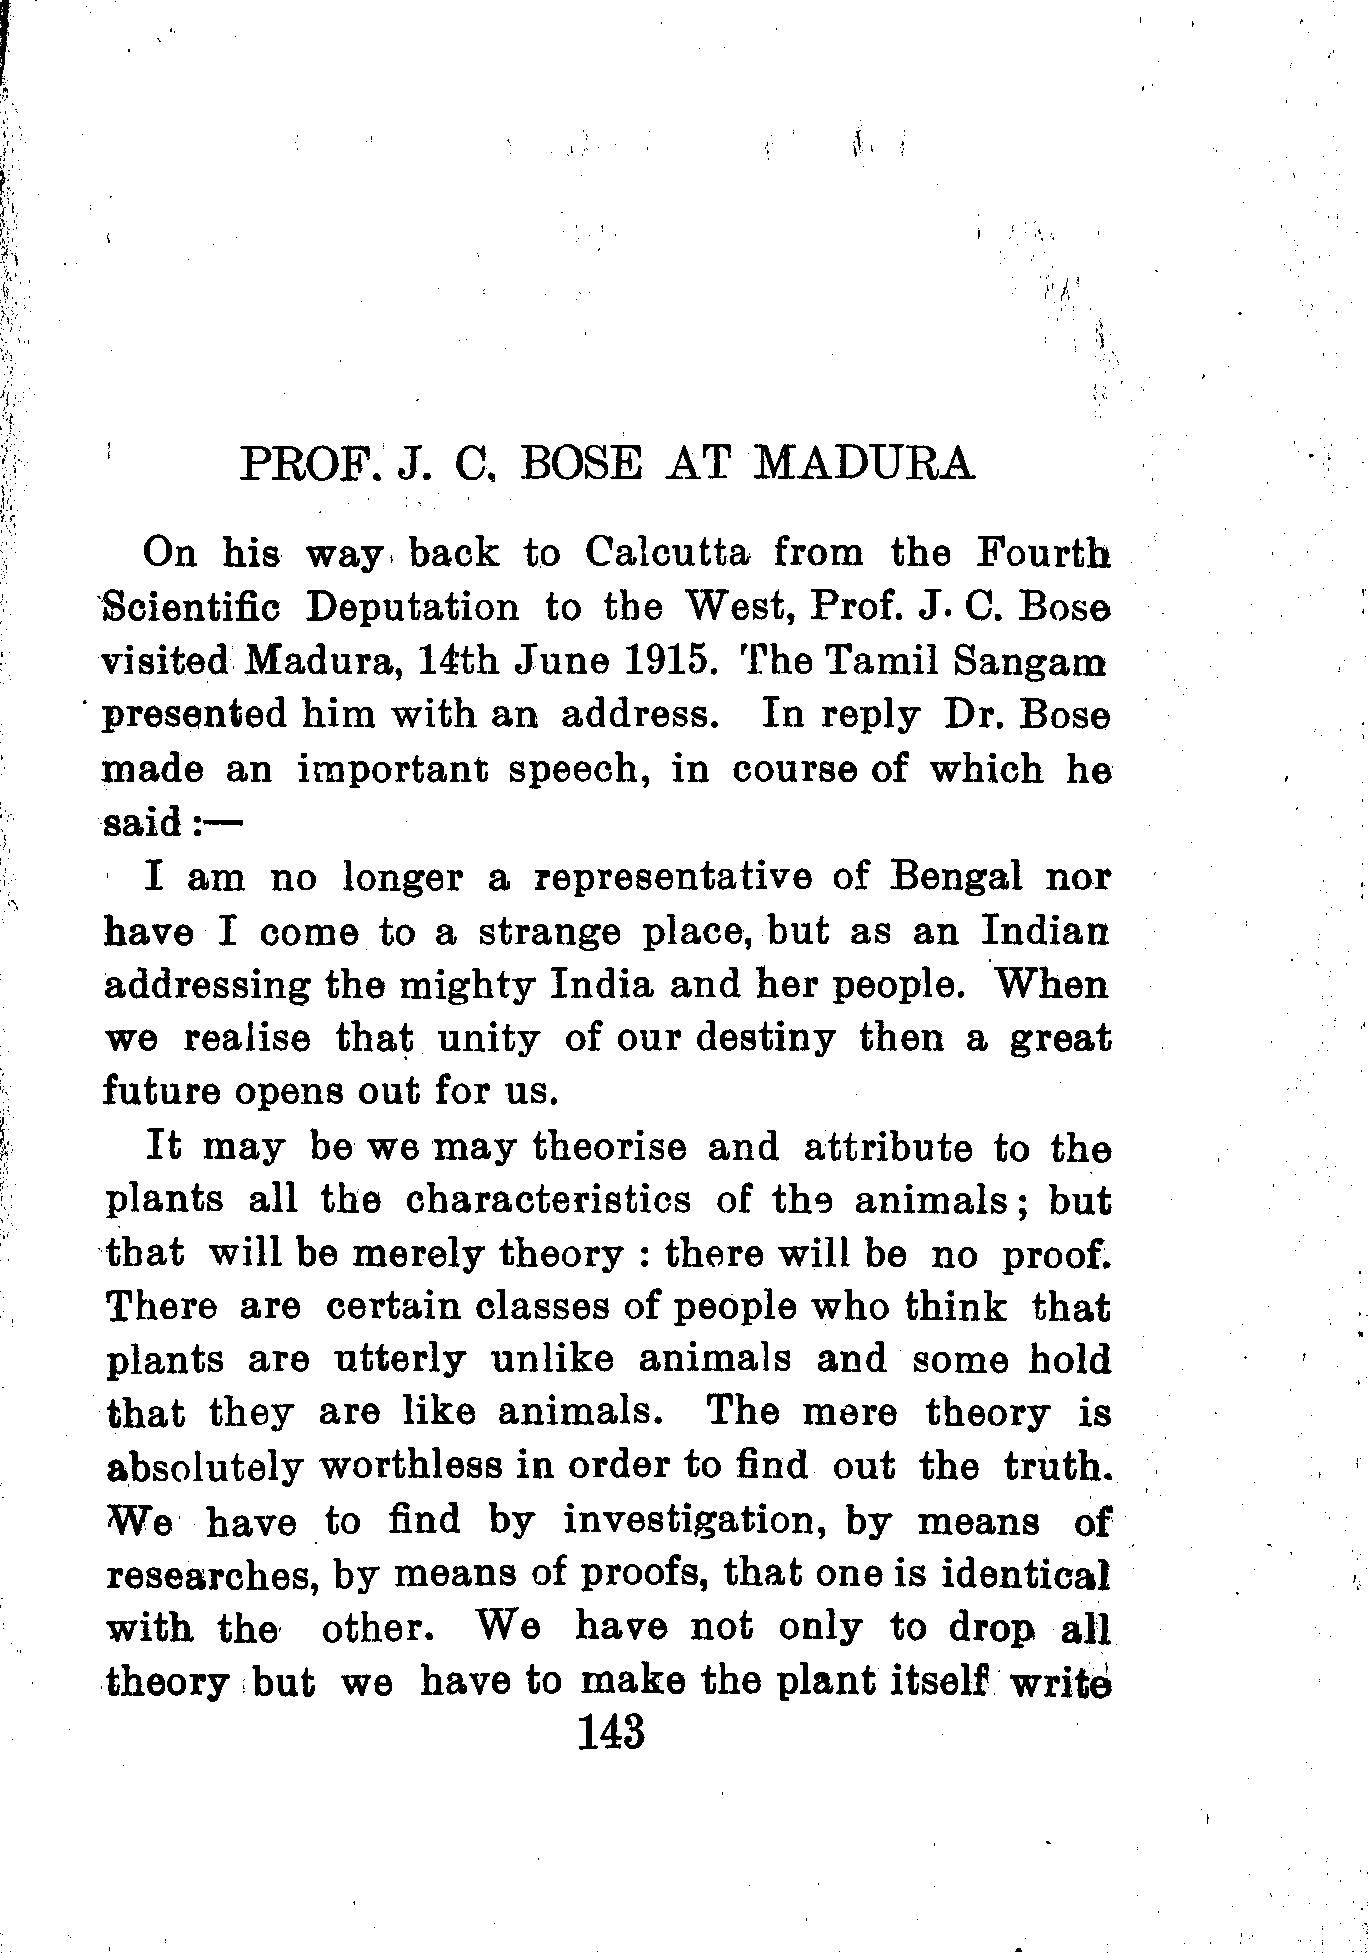 PROF. J. C. BOSE AT MADURA
On his way back to Calcutta from the Fourth
Scientific Deputation to the West, Prof. J. C. Bose
visited Madura, 14th June 1915. The Tamil Sangam
presented him with an address. In reply Dr. Bose
made an important speech, in course of which he
said :—
I am no longer a representative of Bengal nor
have I come to a strange place, but as an Indian
addressing the mighty India and her people. When
we realise that unity of our destiny then a great
future opens out for us.
It may be we may theorise and attribute to the
plants all the characteristics of the animals; but
that will be merely theory : there will be no proof.
There are certain classes of people who think that
plants are utterly unlike animals and some hold
that they are like animals. The mere theory is
absolutely worthless in order to find out the truth.
We have to find by investigation, by means of
researches, by means of proofs, that one is identical
with the other. We have not only to drop all
theory but we have to make the plant itself write
143